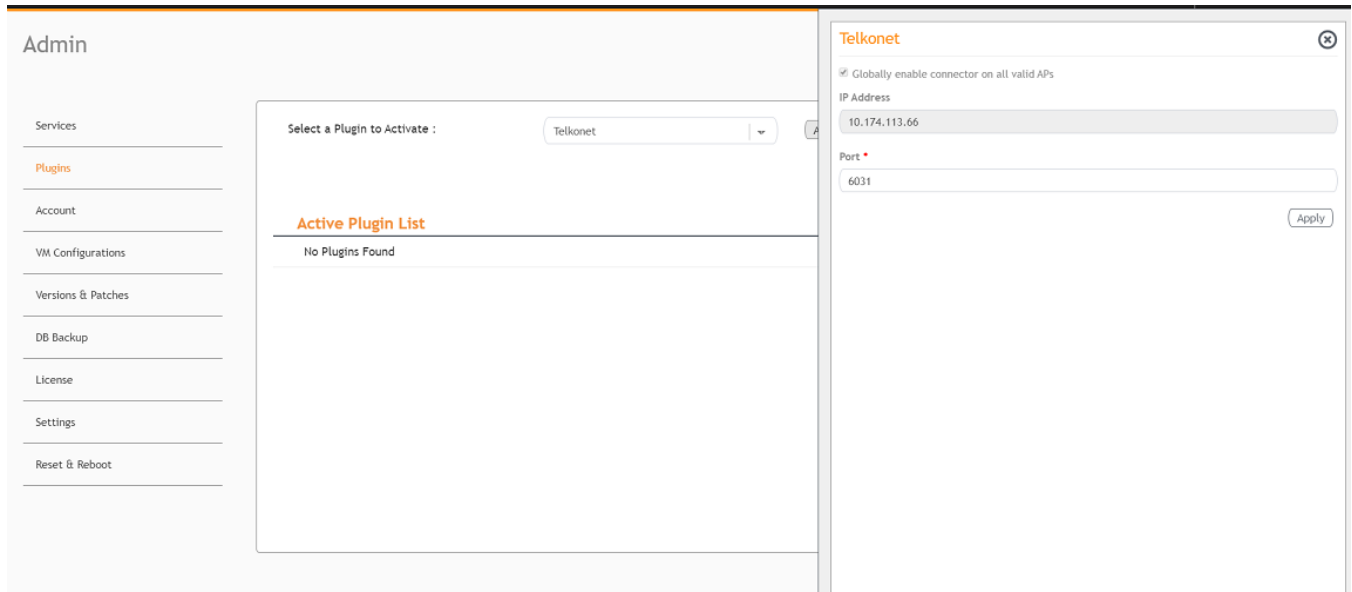 Admin
Services
Plugins
Account
VM Configurations
Versions & Patches
DB Backup
License
Settings
Reset & Reboot
Select a Plugin to Activate :
Telkonet
Active Plugin List
No Plugins Found
Telkonet
Globally enable connector on all valid APs
IP Address
10.174.113.66
Port *
6031
Apply